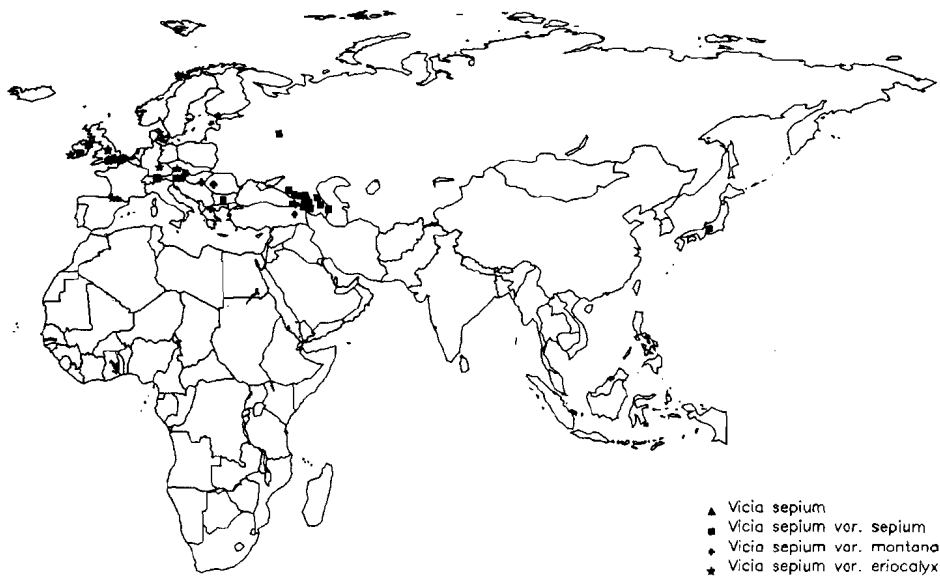 Vicia sepium
Vicia sepium var. sepium
Vicia sepium var. montana
Vicia sepium var. eriocalyx